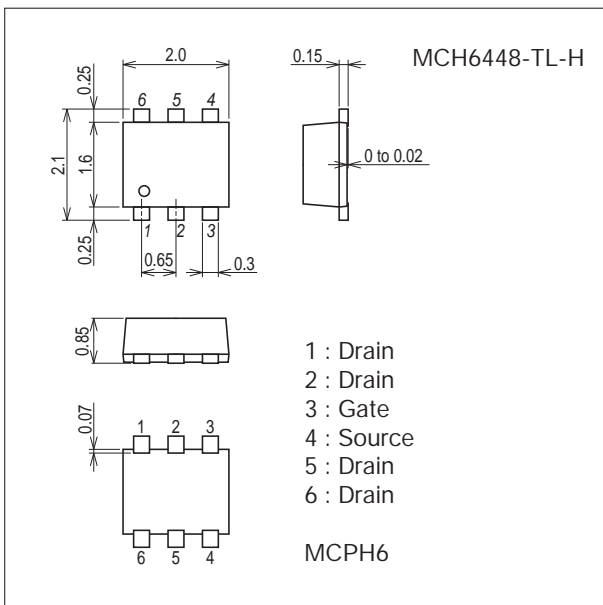 MCH6448-TL-H
0.25
2.0
0.15
6 5 4
2.1
1.6
0 to 0.02
0.25
1 2 3
0.65
0.3
0.85
1 : Drain
2 : Drain
3 : Gate
4 : Source
5 : Drain
6 : Drain
0.07
1 2 3
6 5 4
MCPH6